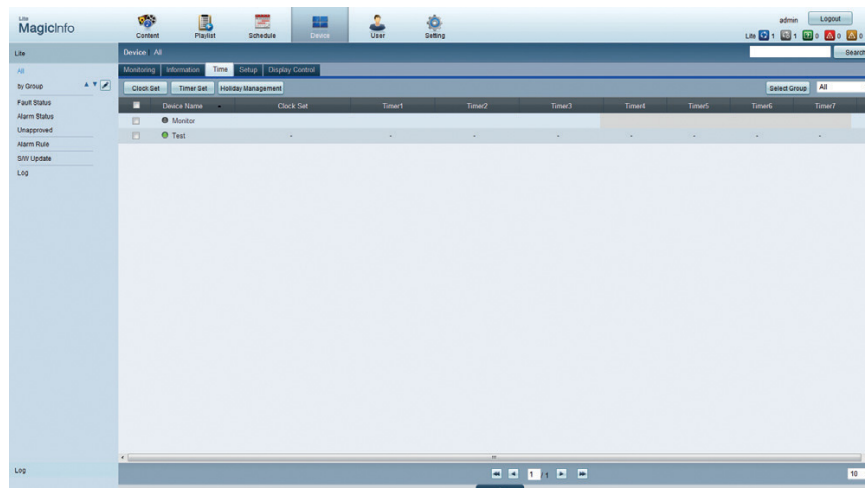 Lite
MagicInfo
Content Playlist Schedule Device User Setting
admin Logout
Lite 1 1 0 0 0
Lite
Device All
Search
All
by Group
Fault Status
Alarm Status
Unapproved
Alarm Rule
S/W Update
Log
Monitoring Information Time Setup Display Control
Clock Set Timer Set Holiday Management
Select Group All
Device Name Clock Set Timer1 Timer2 Timer3 Timer4 Timer5 Timer6 Timer7
Monitor
Test - - - - - - - -
Log
1 / 1
10